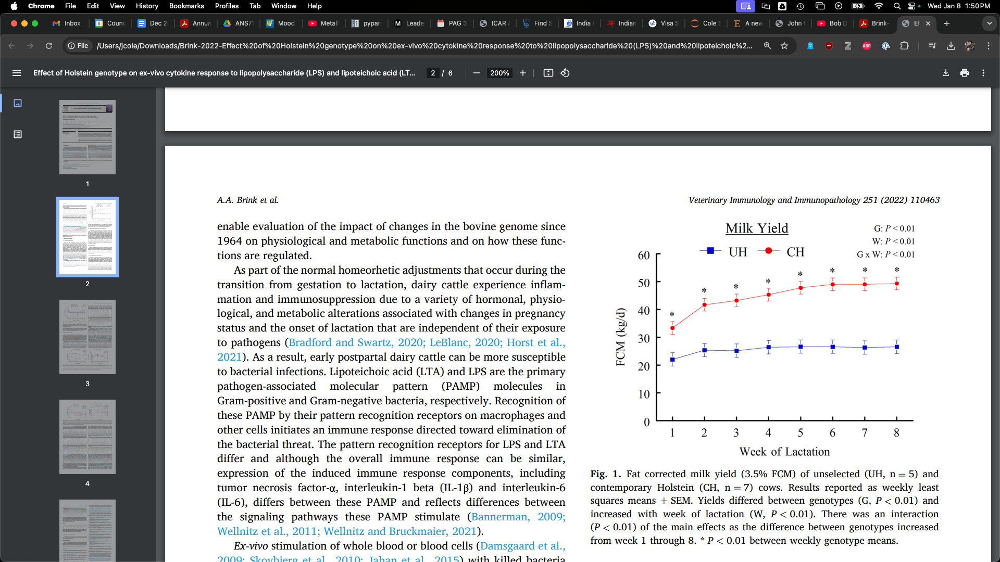 Chrome File Edit View History Bookmarks Profiles Tab Window Help Wed Jan 8 1:50 PM
Inbox Counc Dec 2 Annua ANS7 Mood Metall pypar Leade PAG 3 ICAR Find S India Indian Visa S Cole S A new John Bob D Brink- Ef
File /Users/jcole/Downloads/Brink-2022-Effect%20of%20Holstein%20genotype%20on%20ex-vivo%20cytokine%20response%20to%20lipopolysaccharide%20(LPS)%20and%20lipoteichoic%2...
Effect of Holstein genotype on ex-vivo cytokine response to lipopolysaccharide (LPS) and lipoteichoic acid (LT... 2 / 6 200%
1
2
3
4
A.A. Brink et al.
Veterinary Immunology and Immunopathology 251 (2022) 110463
enable evaluation of the impact of changes in the bovine genome since
1964 on physiological and metabolic functions and on how these func-
tions are regulated.
As part of the normal homeorhetic adjustments that occur during the
transition from gestation to lactation, dairy cattle experience inflam-
mation and immunosuppression due to a variety of hormonal, physio-
logical, and metabolic alterations associated with changes in pregnancy
status and the onset of lactation that are independent of their exposure
to pathogens (Bradford and Swartz, 2020; LeBlanc, 2020; Horst et al.,
2021). As a result, early postpartal dairy cattle can be more susceptible
to bacterial infections. Lipoteichoic acid (LTA) and LPS are the primary
pathogen-associated molecular pattern (PAMP) molecules in
Gram-positive and Gram-negative bacteria, respectively. Recognition of
these PAMP by their pattern recognition receptors on macrophages and
other cells initiates an immune response directed toward elimination of
the bacterial threat. The pattern recognition receptors for LPS and LTA
differ and although the overall immune response can be similar,
expression of the induced immune response components, including
tumor necrosis factor-α, interleukin-1 beta (IL-1β) and interleukin-6
(IL-6), differs between these PAMP and reflects differences between
the signaling pathways these PAMP stimulate (Bannerman, 2009;
Wellnitz et al., 2011; Wellnitz and Bruckmaier, 2021).
Ex-vivo stimulation of whole blood or blood cells (Damsgaard et al.,
2009; Skovbjerg et al., 2010; Jahan et al., 2015) with killed bacteria
Milk Yield
G: P < 0.01
W: P < 0.01
G x W: P < 0.01
UH CH
60
50
40
30
20
10
0
FCM (kg/d)
* * * * * * * *
1 2 3 4 5 6 7 8
Week of Lactation
Fig. 1. Fat corrected milk yield (3.5% FCM) of unselected (UH, n = 5) and
contemporary Holstein (CH, n = 7) cows. Results reported as weekly least
squares means ± SEM. Yields differed between genotypes (G, P < 0.01) and
increased with week of lactation (W, P < 0.01). There was an interaction
(P < 0.01) of the main effects as the difference between genotypes increased
from week 1 through 8. * P < 0.01 between weekly genotype means.